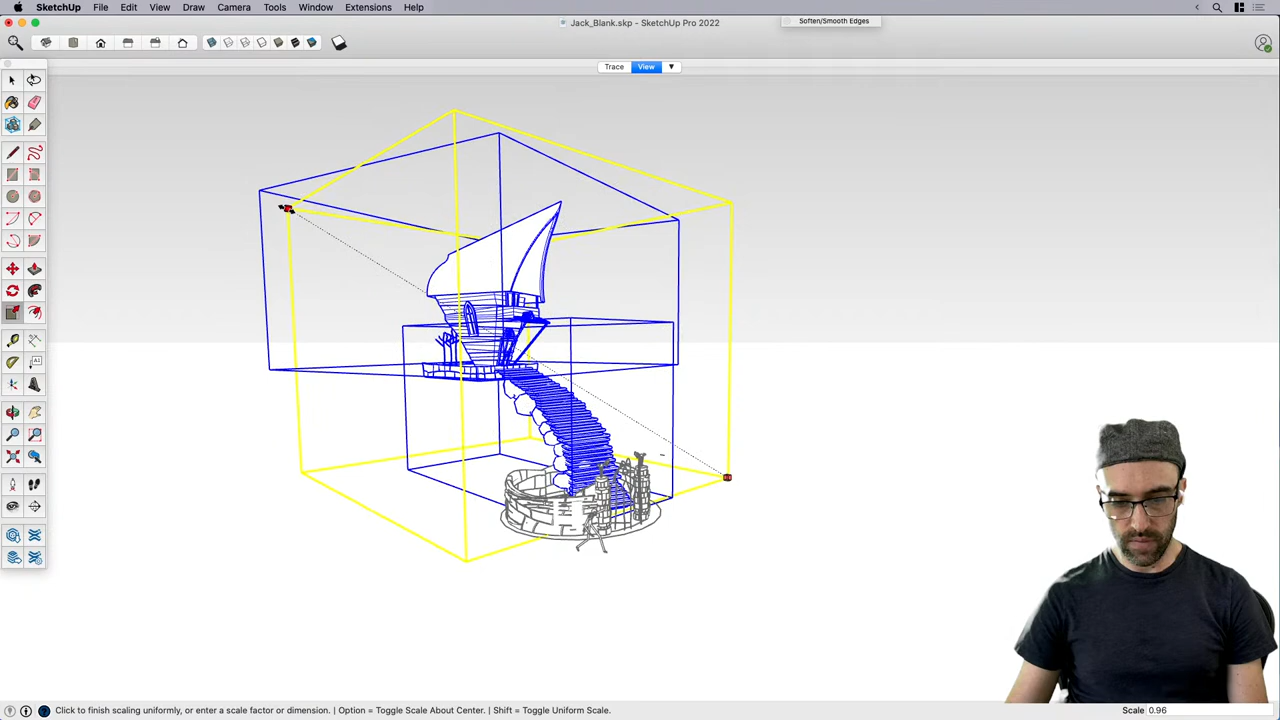 SketchUp File Edit View Draw Camera Tools Window Extensions Help
Jack_Blank.skp - SketchUp Pro 2022
Soften/Smooth Edges
Trace View
Click to finish scaling uniformly, or enter a scale factor or dimension. | Option = Toggle Scale About Center. | Shift = Toggle Uniform Scale.
Scale 0.96